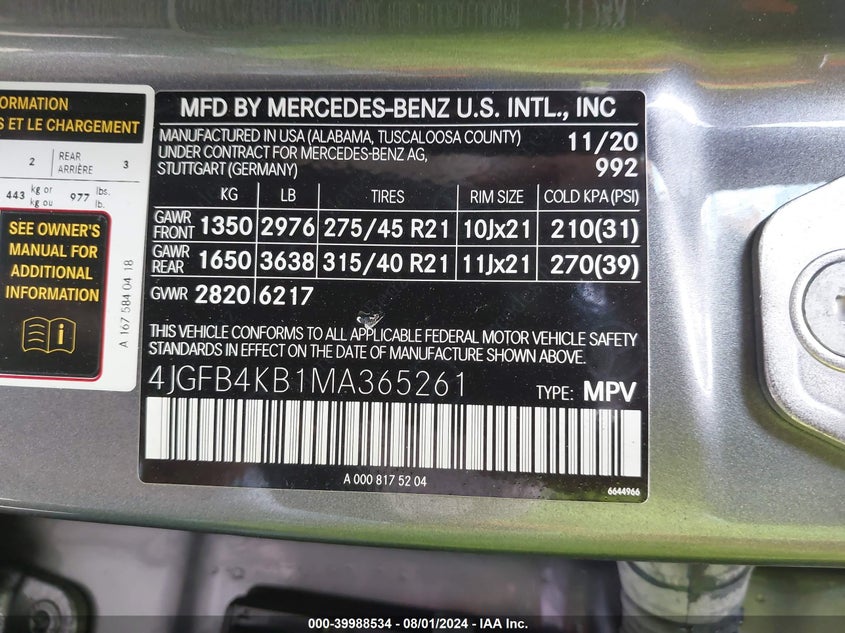 ORMATION
S ET LE CHARGEMENT
2 REAR ARRIÈRE 3
443 kg or kg ou 977 lbs. lb.
SEE OWNER'S
MANUAL FOR
ADDITIONAL
INFORMATION
A 167 584 04 18
MFD BY MERCEDES-BENZ U.S. INTL., INC
MANUFACTURED IN USA (ALABAMA, TUSCALOOSA COUNTY) 11/20
UNDER CONTRACT FOR MERCEDES-BENZ AG, 992
STUTTGART (GERMANY)
KG LB TIRES RIM SIZE COLD KPA (PSI)
GAWR FRONT 1350 2976 275/45 R21 10Jx21 210(31)
GAWR REAR 1650 3638 315/40 R21 11Jx21 270(39)
GVWR 2820 6217
THIS VEHICLE CONFORMS TO ALL APPLICABLE FEDERAL MOTOR VEHICLE SAFETY
STANDARDS IN EFFECT ON THE DATE OF MANUFACTURE SHOWN ABOVE.
4JGFB4KB1MA365261 TYPE: MPV
A 000 817 52 04
6644966
000-39988534 - 08/01/2024 - IAA Inc.